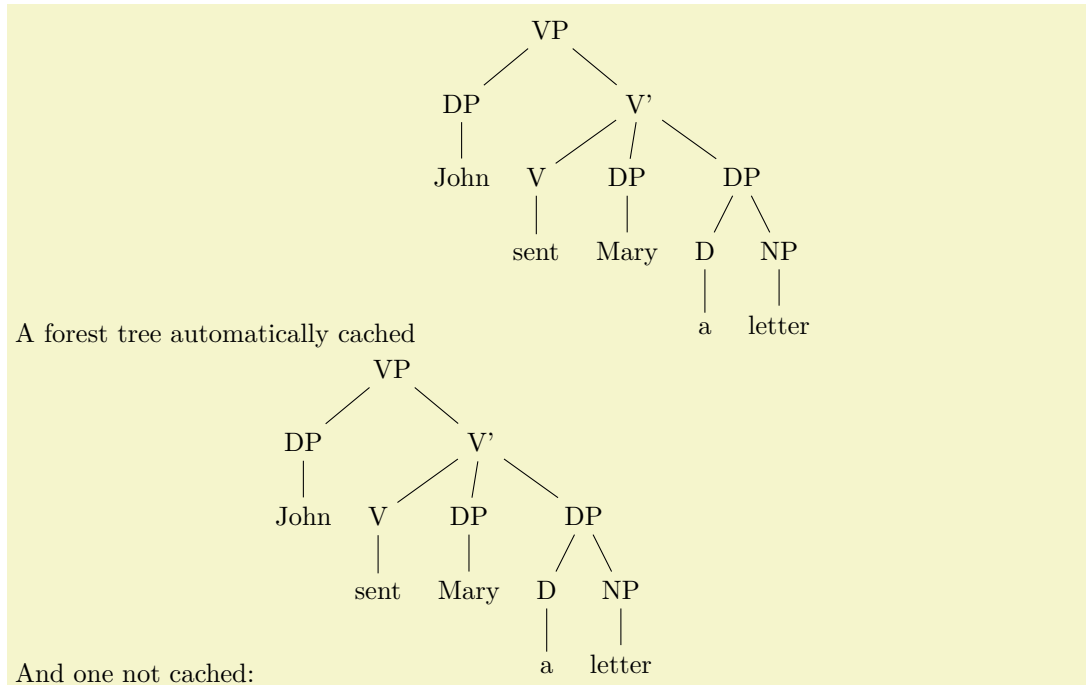 VP
DP V'
John V DP DP
sent Mary D NP
a letter
A forest tree automatically cached
VP
DP V'
John V DP DP
sent Mary D NP
a letter
And one not cached: